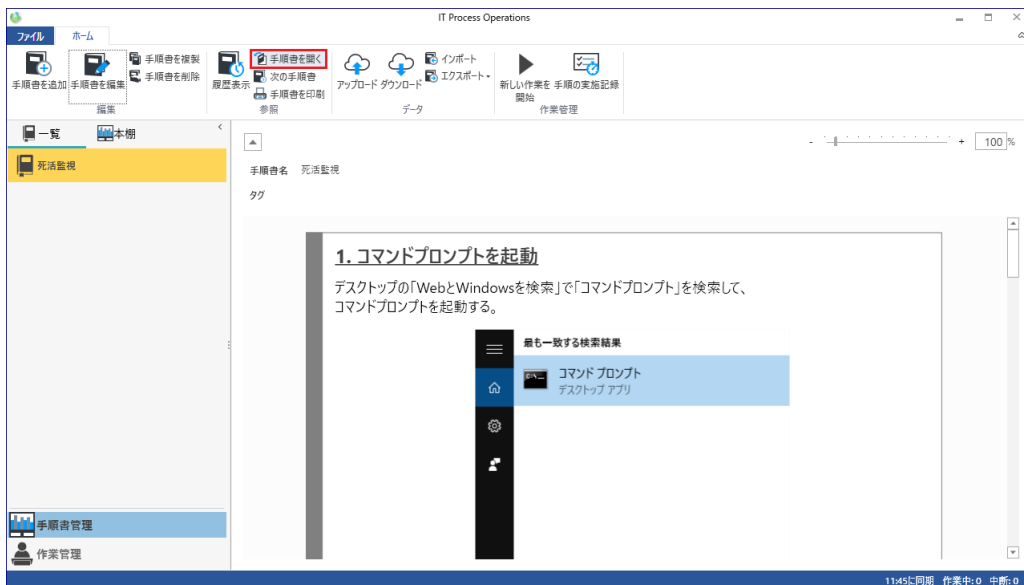 IT Process Operations
ファイル ホーム
手順書を追加
手順書を編集
手順書を複製
手順書を削除
編集
履歴表示
手順書を開く
次の手順書
手順書を印刷
参照
アップロード
ダウンロード
インポート
エクスポート
データ
新しい作業を
開始
手順の実施記録
作業管理
一覧 本棚
死活監視
- + 100 %
手順書名 死活監視
タグ
1. コマンドプロンプトを起動
デスクトップの「WebとWindowsを検索」で「コマンドプロンプト」を検索して、
コマンドプロンプトを起動する。
最も一致する検索結果
コマンド プロンプト
デスクトップ アプリ
手順書管理
作業管理
11:45に同期 作業中: 0 中断: 0